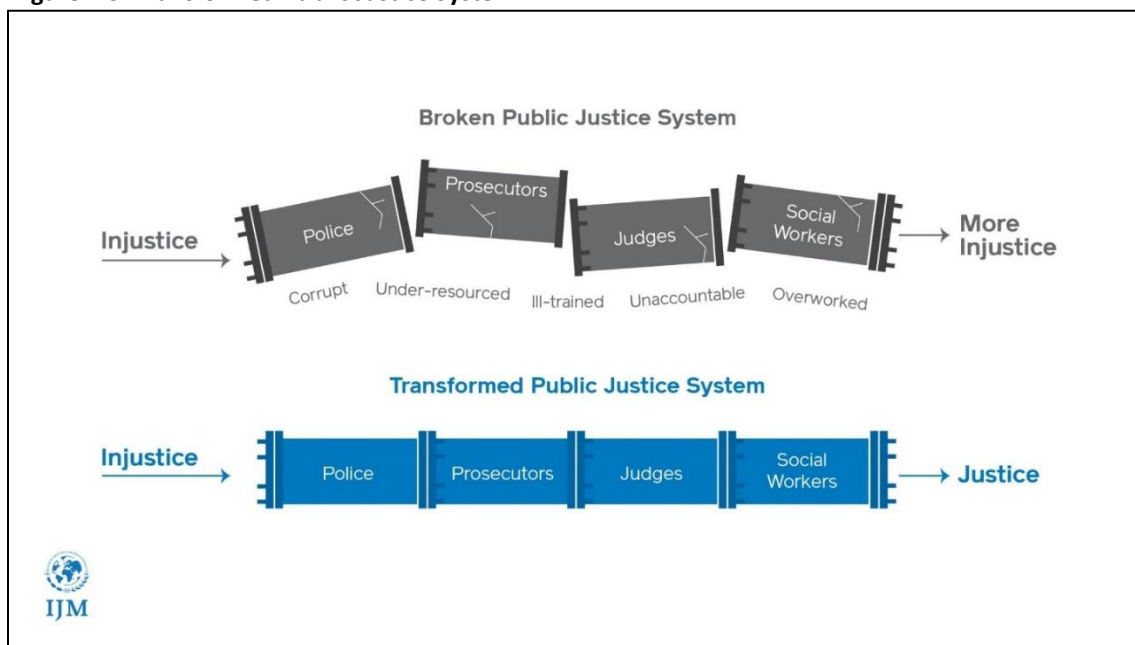 Broken Public Justice System
Injustice
Police
Prosecutors
Judges
Social
Workers
More
Injustice
Corrupt
Under-resourced
Ill-trained
Unaccountable
Overworked
Transformed Public Justice System
Injustice
Police
Prosecutors
Judges
Social
Workers
Justice
IJM